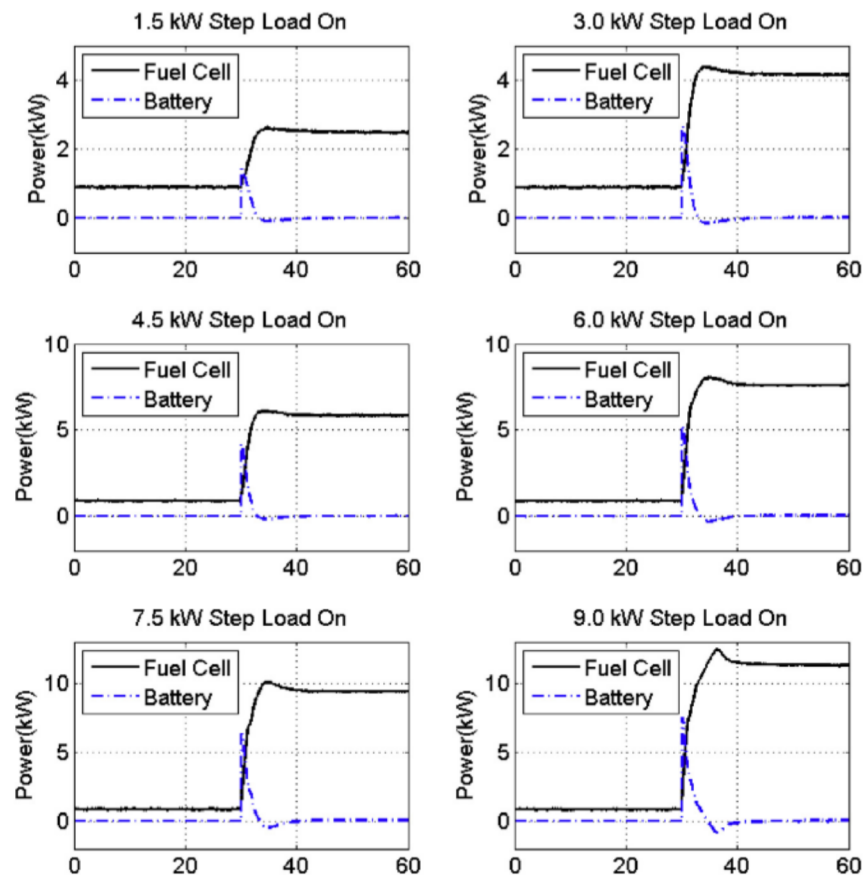 1.5 kW Step Load On
Fuel Cell
Battery
Power(kW)
4
2
0
0 20 40 60
3.0 kW Step Load On
Fuel Cell
Battery
Power(kW)
4
2
0
0 20 40 60
4.5 kW Step Load On
Fuel Cell
Battery
Power(kW)
10
5
0
0 20 40 60
6.0 kW Step Load On
Fuel Cell
Battery
Power(kW)
10
5
0
0 20 40 60
7.5 kW Step Load On
Fuel Cell
Battery
Power(kW)
10
5
0
0 20 40 60
9.0 kW Step Load On
Fuel Cell
Battery
Power(kW)
10
5
0
0 20 40 60